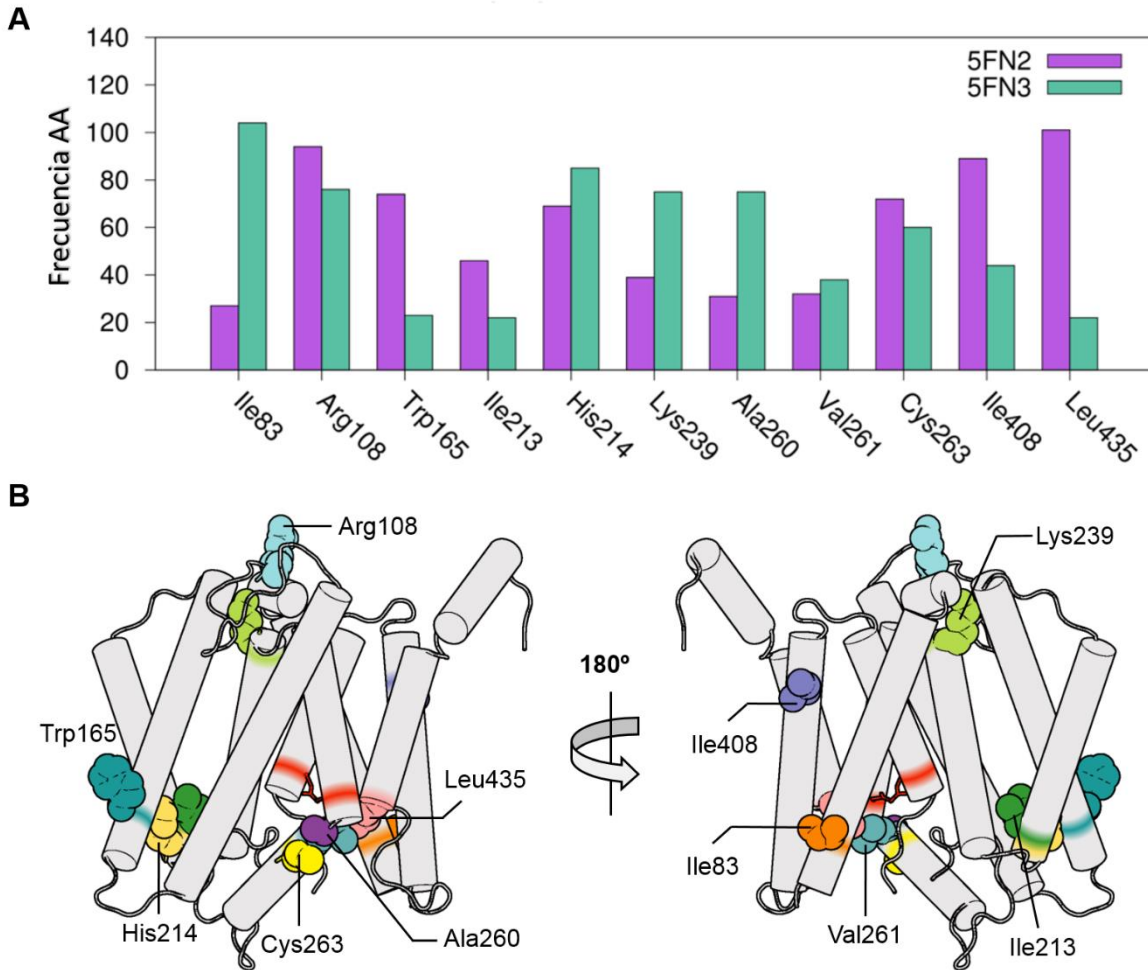 A
140
120
100
80
60
40
20
0
Frecuencia AA
5FN2
5FN3
Ile83
Arg108
Trp165
Ile213
His214
Lys239
Ala260
Val261
Cys263
Ile408
Leu435
B
Arg108
Trp165
Leu435
His214
Cys263
Ala260
180º
Lys239
Ile408
Ile83
Val261
Ile213